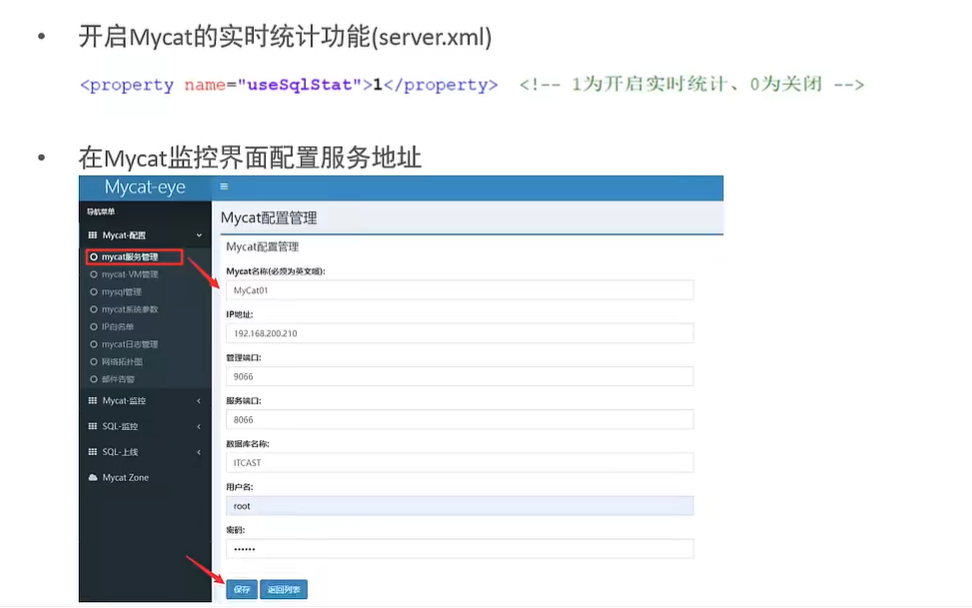 • 开启Mycat的实时统计功能(server.xml)
<property name="useSqlStat">1</property> <!-- 1为开启实时统计、0为关闭 -->
• 在Mycat监控界面配置服务地址
Mycat-eye
导航菜单
Mycat配置管理
Mycat-配置
Mycat配置管理
mycat服务管理
Mycat名称(必须为英文哦):
mycat-VM管理
MyCat01
mysql管理
mycat系统参数
IP地址:
IP白名单
192.168.200.210
mycat日志管理
管理端口:
网络拓扑图
9066
邮件告警
Mycat-监控
服务端口:
8066
SQL-监控
数据库名称:
SQL-上线
ITCAST
Mycat Zone
用户名:
root
密码:
••••••
保存 返回列表